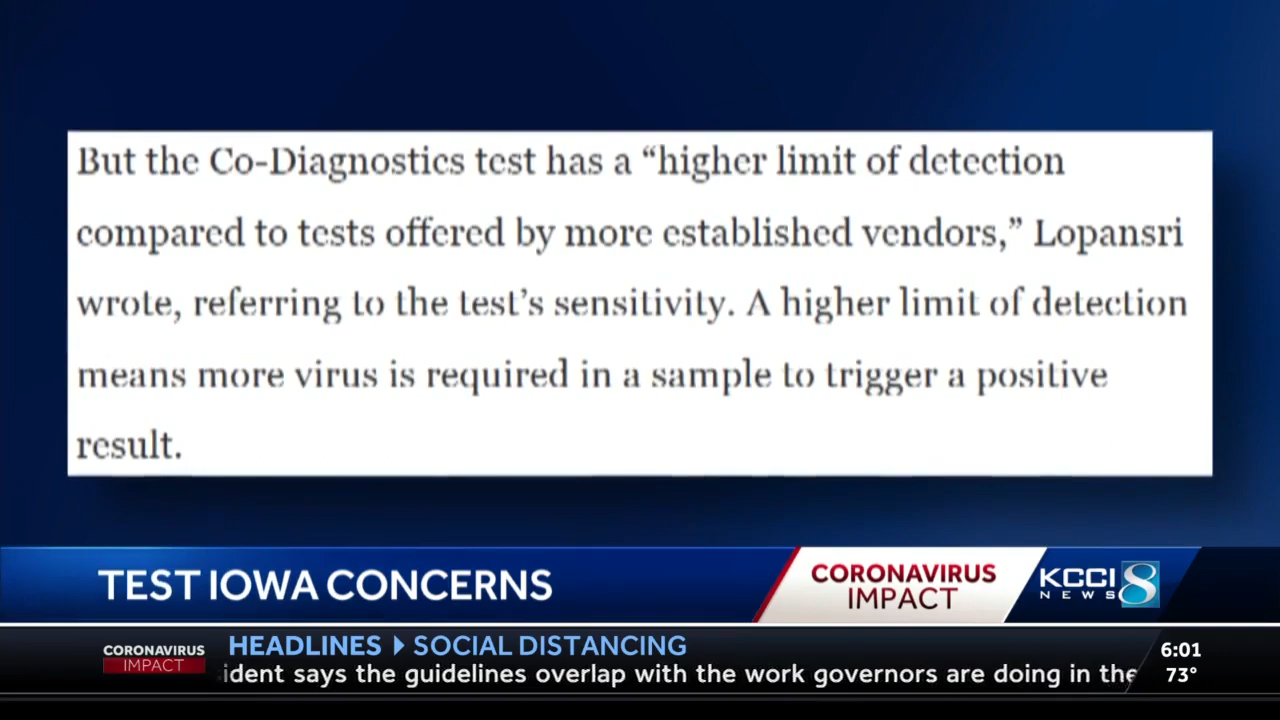 But the Co-Diagnostics test has a “higher limit of detection
compared to tests offered by more established vendors,” Lopansri
wrote, referring to the test’s sensitivity. A higher limit of detection
means more virus is required in a sample to trigger a positive
result.
TEST IOWA CONCERNS
CORONAVIRUS
IMPACT
KCCI 8
NEWS
CORONAVIRUS
IMPACT
HEADLINES SOCIAL DISTANCING
ident says the guidelines overlap with the work governors are doing in the
6:01
73°